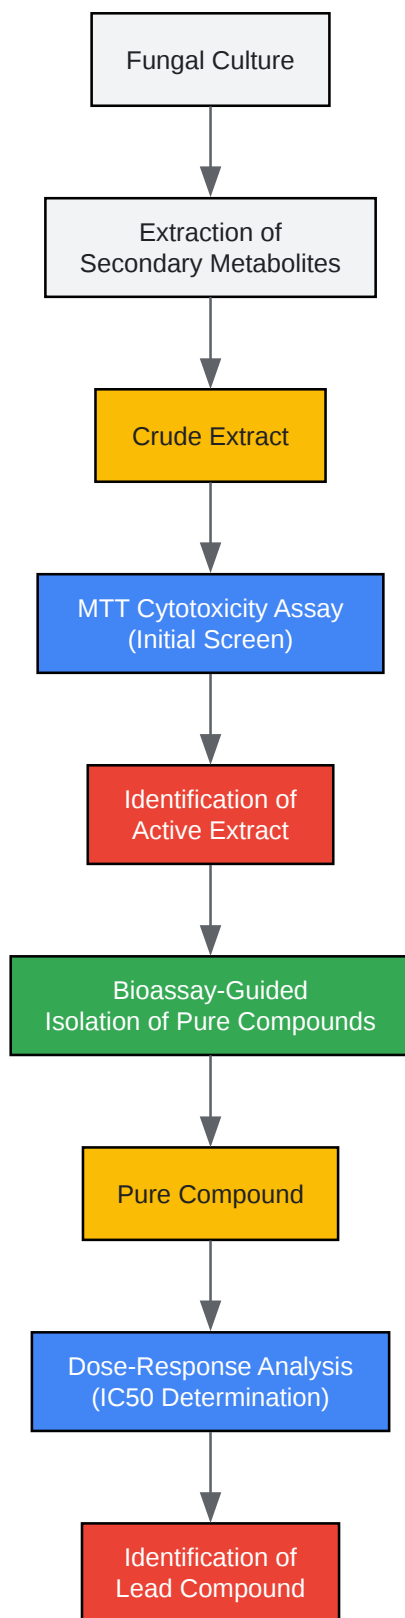 Fungal Culture
Extraction of
Secondary Metabolites
Crude Extract
MTT Cytotoxicity Assay
(Initial Screen)
Identification of
Active Extract
Bioassay-Guided
Isolation of Pure Compounds
Pure Compound
Dose-Response Analysis
(IC50 Determination)
Identification of
Lead Compound